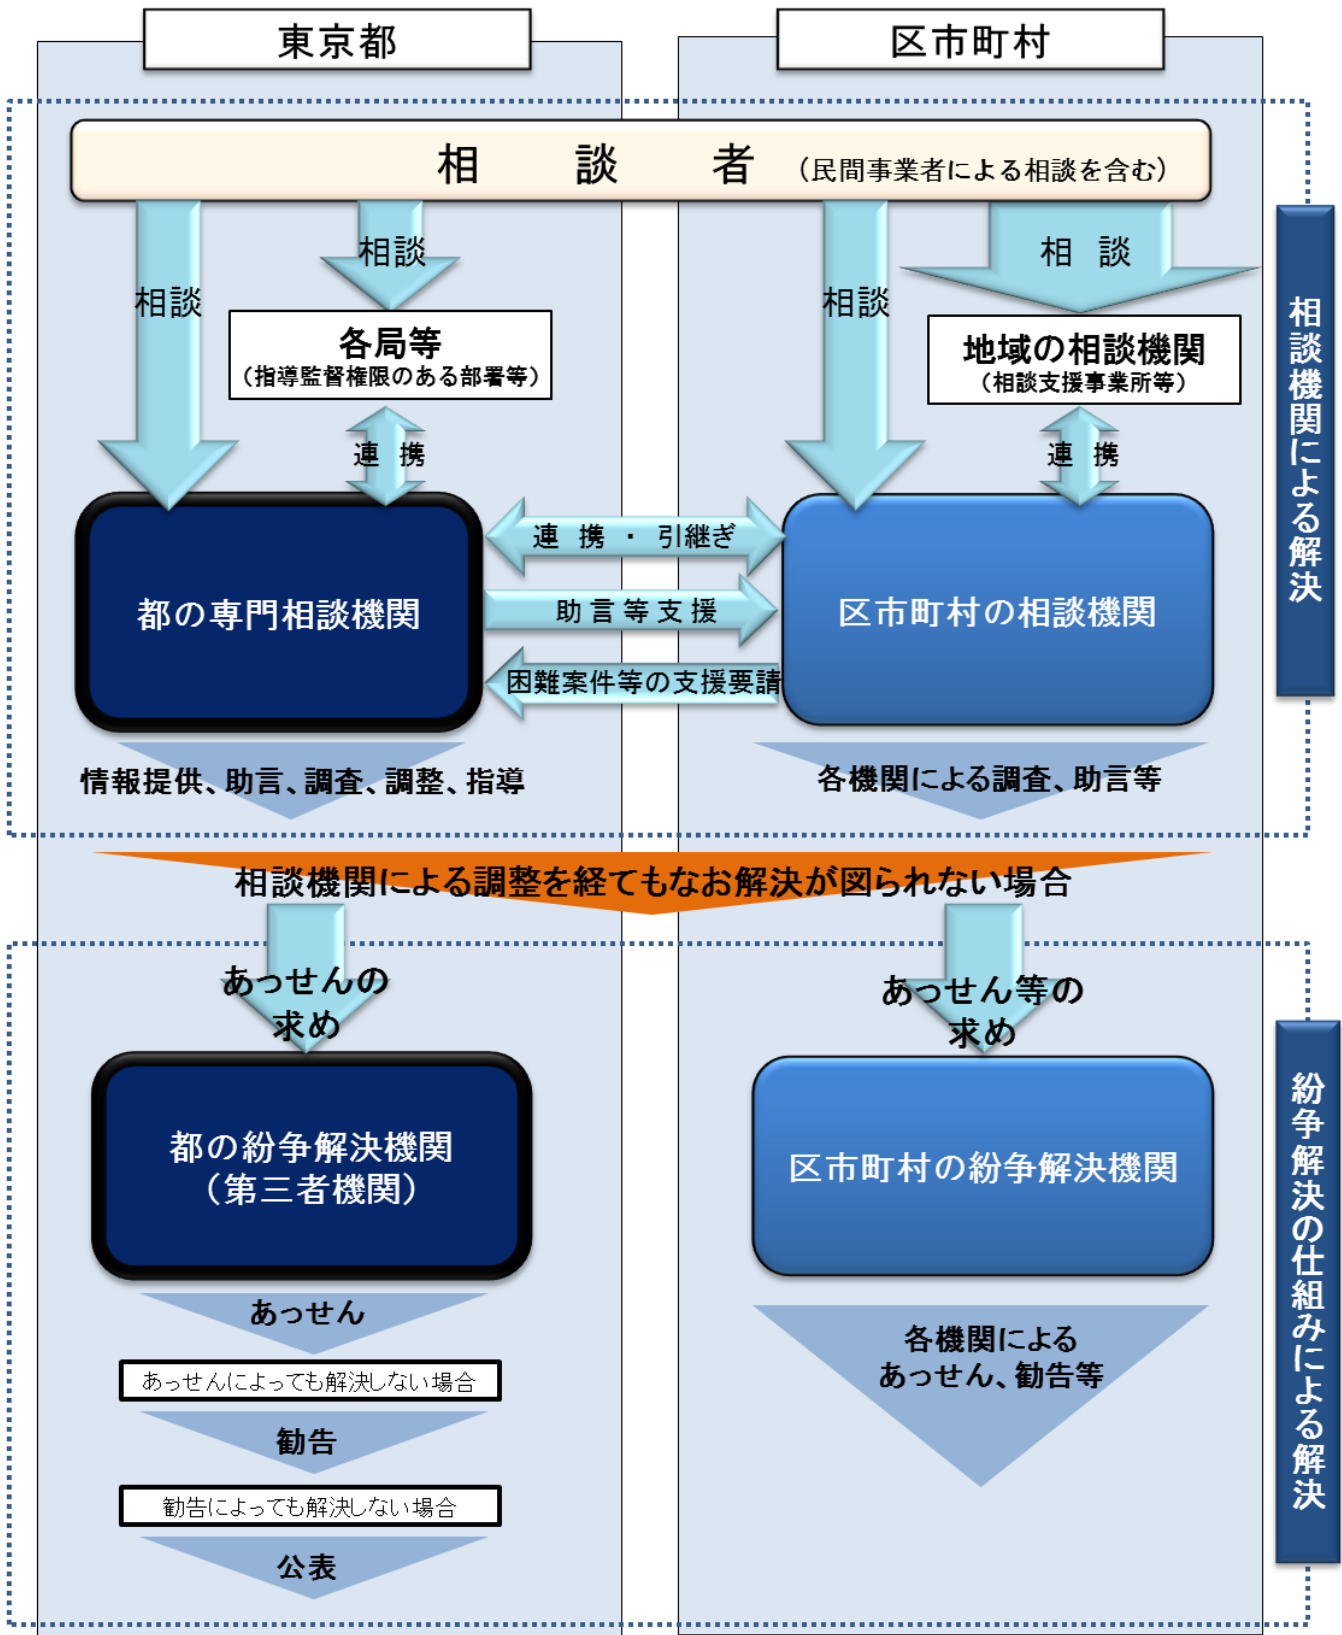 東京都
区市町村
相　談　者（民間事業者による相談を含む）
相談
相談
相談
相　談
各局等
（指導監督権限のある部署等）
地域の相談機関
（相談支援事業所等）
連　携
連　携
都の専門相談機関
連　携　・　引継ぎ
助言等支援
困難案件等の支援要請
区市町村の相談機関
情報提供、助言、調査、調整、指導
各機関による調査、助言等
相談機関による解決
相談機関による調整を経てもなお解決が図られない場合
あっせんの
求め
あっせん等の
求め
都の紛争解決機関
（第三者機関）
区市町村の紛争解決機関
あっせん
あっせんによっても解決しない場合
勧告
勧告によっても解決しない場合
公表
各機関による
あっせん、勧告等
紛争解決の仕組みによる解決